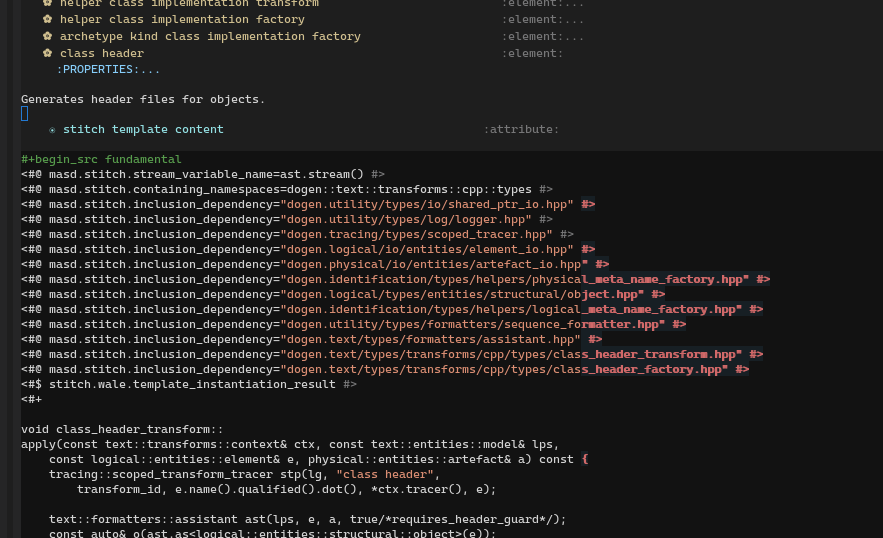 ✿ helper class implementation transform :element:...
✿ helper class implementation factory :element:...
✿ archetype kind class implementation factory :element:...
✿ class header :element:
:PROPERTIES:...
Generates header files for objects.
⍟ stitch template content :attribute:
#+begin_src fundamental
<#@ masd.stitch.stream_variable_name=ast.stream() #>
<#@ masd.stitch.containing_namespaces=dogen::text::transforms::cpp::types #>
<#@ masd.stitch.inclusion_dependency="dogen.utility/types/io/shared_ptr_io.hpp" #>
<#@ masd.stitch.inclusion_dependency="dogen.utility/types/log/logger.hpp" #>
<#@ masd.stitch.inclusion_dependency="dogen.tracing/types/scoped_tracer.hpp" #>
<#@ masd.stitch.inclusion_dependency="dogen.logical/io/entities/element_io.hpp" #>
<#@ masd.stitch.inclusion_dependency="dogen.physical/io/entities/artefact_io.hpp" #>
<#@ masd.stitch.inclusion_dependency="dogen.identification/types/helpers/physical_meta_name_factory.hpp" #>
<#@ masd.stitch.inclusion_dependency="dogen.logical/types/entities/structural/object.hpp" #>
<#@ masd.stitch.inclusion_dependency="dogen.identification/types/helpers/logical_meta_name_factory.hpp" #>
<#@ masd.stitch.inclusion_dependency="dogen.utility/types/formatters/sequence_formatter.hpp" #>
<#@ masd.stitch.inclusion_dependency="dogen.text/types/formatters/assistant.hpp" #>
<#@ masd.stitch.inclusion_dependency="dogen.text/types/transforms/cpp/types/class_header_transform.hpp" #>
<#@ masd.stitch.inclusion_dependency="dogen.text/types/transforms/cpp/types/class_header_factory.hpp" #>
<#$ stitch.wale.template_instantiation_result #>
<#+
void class_header_transform::
apply(const text::transforms::context& ctx, const text::entities::model& lps,
const logical::entities::element& e, physical::entities::artefact& a) const {
tracing::scoped_transform_tracer stp(lg, "class header",
transform_id, e.name().qualified().dot(), *ctx.tracer(), e);
text::formatters::assistant ast(lps, e, a, true/*requires_header_guard*/);
const auto& o(ast.as<logical::entities::structural::object>(e));